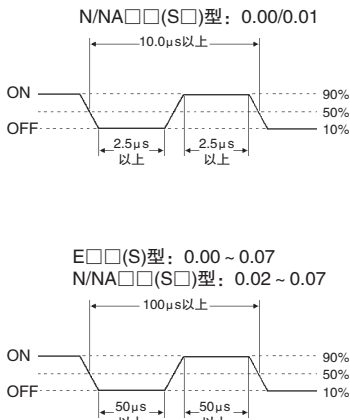 N/NA□□(S□)型：0.00/0.01
10.0μs以上
ON
90%
50%
OFF
10%
2.5μs 2.5μs
以上 以上
E□□(S)型：0.00～0.07
N/NA□□(S□)型：0.02～0.07
100μs以上
ON
90%
50%
OFF
10%
50μs 50μs